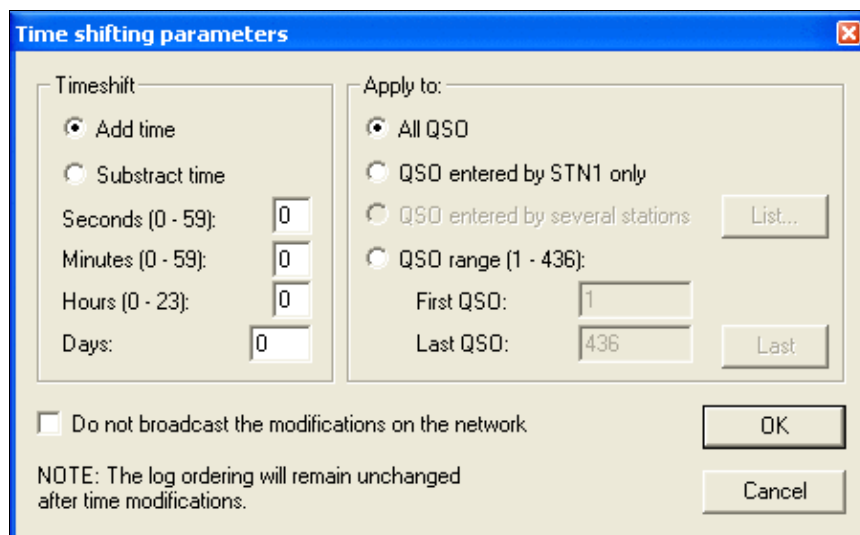 Time shifting parameters
Timeshift
Add time
Substract time
Seconds (0 - 59): 0
Minutes (0 - 59): 0
Hours (0 - 23): 0
Days: 0
Apply to:
All QSO
QSO entered by STN1 only
QSO entered by several stations List...
QSO range (1 - 436):
First QSO: 1
Last QSO: 436 Last
Do not broadcast the modifications on the network
OK
NOTE: The log ordering will remain unchanged
after time modifications.
Cancel